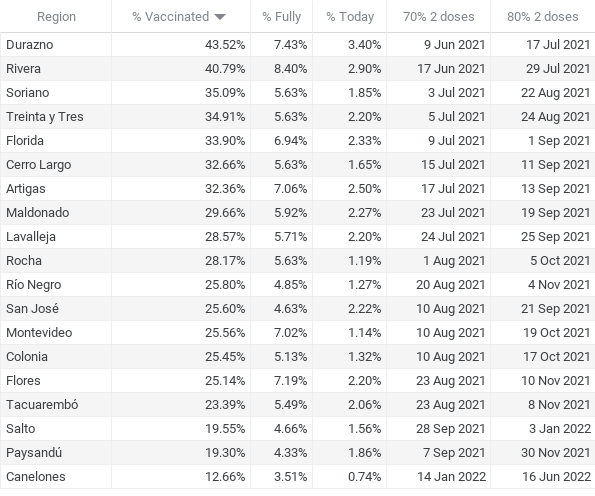 Region % Vaccinated % Fully % Today 70% 2 doses 80% 2 doses
Durazno 43.52% 7.43% 3.40% 9 Jun 2021 17 Jul 2021
Rivera 40.79% 8.40% 2.90% 17 Jun 2021 29 Jul 2021
Soriano 35.09% 5.63% 1.85% 3 Jul 2021 22 Aug 2021
Treinta y Tres 34.91% 5.63% 2.20% 5 Jul 2021 24 Aug 2021
Florida 33.90% 6.94% 2.33% 9 Jul 2021 1 Sep 2021
Cerro Largo 32.66% 5.63% 1.65% 15 Jul 2021 11 Sep 2021
Artigas 32.36% 7.06% 2.50% 17 Jul 2021 13 Sep 2021
Maldonado 29.66% 5.92% 2.27% 23 Jul 2021 19 Sep 2021
Lavalleja 28.57% 5.71% 2.20% 24 Jul 2021 25 Sep 2021
Rocha 28.17% 5.63% 1.19% 1 Aug 2021 5 Oct 2021
Río Negro 25.80% 4.85% 1.27% 20 Aug 2021 4 Nov 2021
San José 25.60% 4.63% 2.22% 10 Aug 2021 21 Sep 2021
Montevideo 25.56% 7.02% 1.14% 10 Aug 2021 19 Oct 2021
Colonia 25.45% 5.13% 1.32% 10 Aug 2021 17 Oct 2021
Flores 25.14% 7.19% 2.20% 23 Aug 2021 10 Nov 2021
Tacuarembó 23.39% 5.49% 2.06% 23 Aug 2021 8 Nov 2021
Salto 19.55% 4.66% 1.56% 28 Sep 2021 3 Jan 2022
Paysandú 19.30% 4.33% 1.86% 7 Sep 2021 30 Nov 2021
Canelones 12.66% 3.51% 0.74% 14 Jan 2022 16 Jun 2022